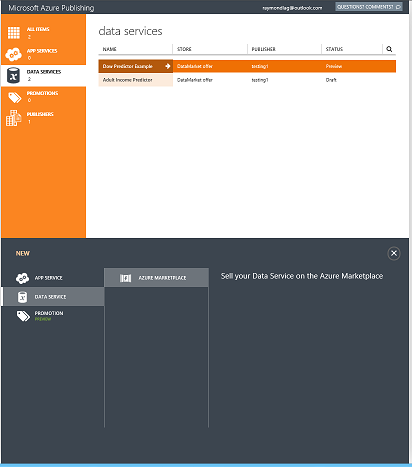 Microsoft Azure Publishing
raymondlag@outlook.com
QUESTIONS? COMMENTS?
ALL ITEMS
2
APP SERVICES
0
DATA SERVICES
2
PROMOTIONS
0
PUBLISHERS
1
data services
NAME STORE PUBLISHER STATUS
Dow Predictor Example DataMarket offer testing1 Preview
Adult Income Predictor DataMarket offer testing1 Draft
NEW
APP SERVICE
DATA SERVICE
PROMOTION
PREVIEW
AZURE MARKETPLACE
Sell your Data Service on the Azure Marketplace